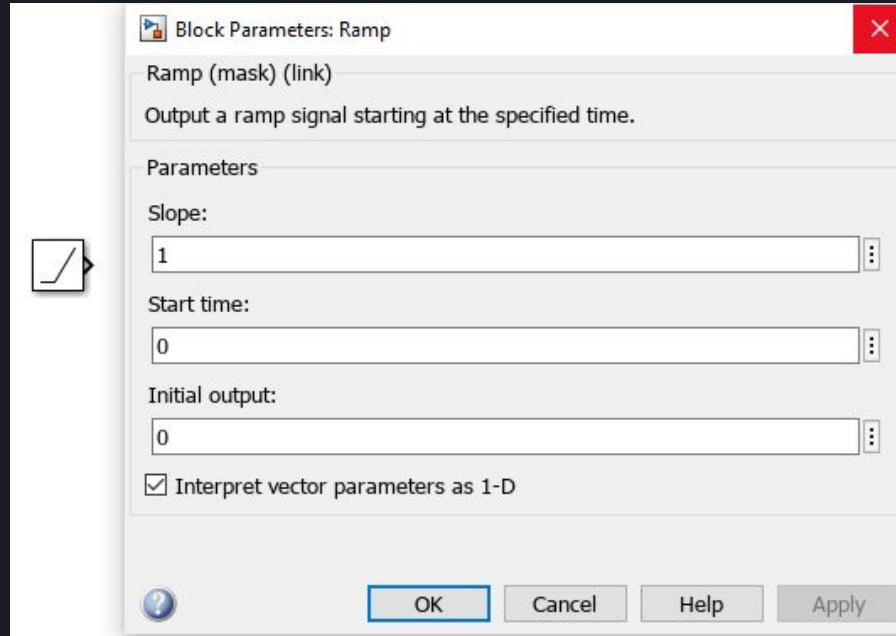 Block Parameters: Ramp
Ramp (mask) (link)
Output a ramp signal starting at the specified time.
Parameters
Slope:
1
Start time:
0
Initial output:
0
Interpret vector parameters as 1-D
OK Cancel Help Apply